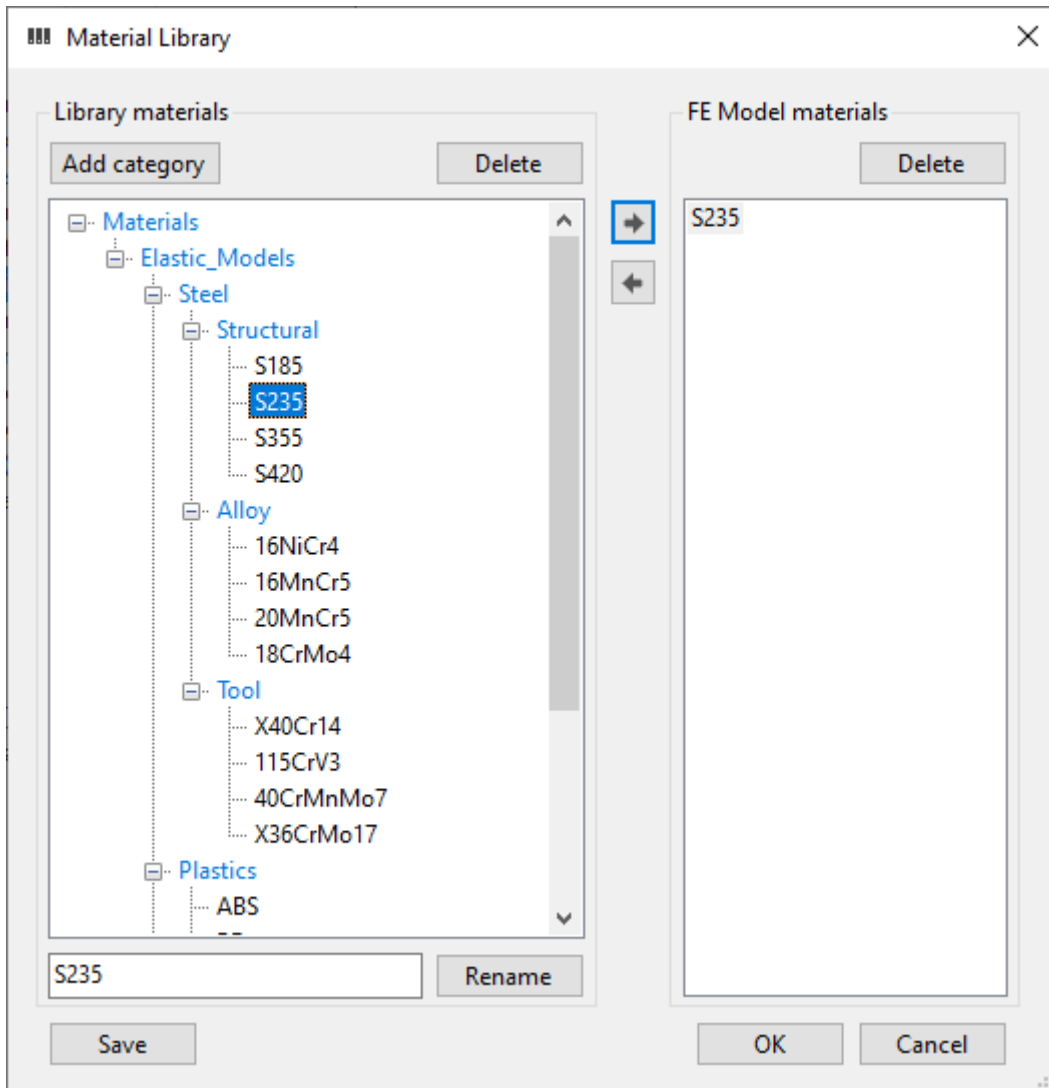 Material Library
Library materials
FE Model materials
Add category
Delete
Delete
Materials
Elastic_Models
Steel
Structural
S185
S235
S355
S420
Alloy
16NiCr4
16MnCr5
20MnCr5
18CrMo4
Tool
X40Cr14
115CrV3
40CrMnMo7
X36CrMo17
Plastics
ABS
S235
S235
Rename
Save
OK
Cancel